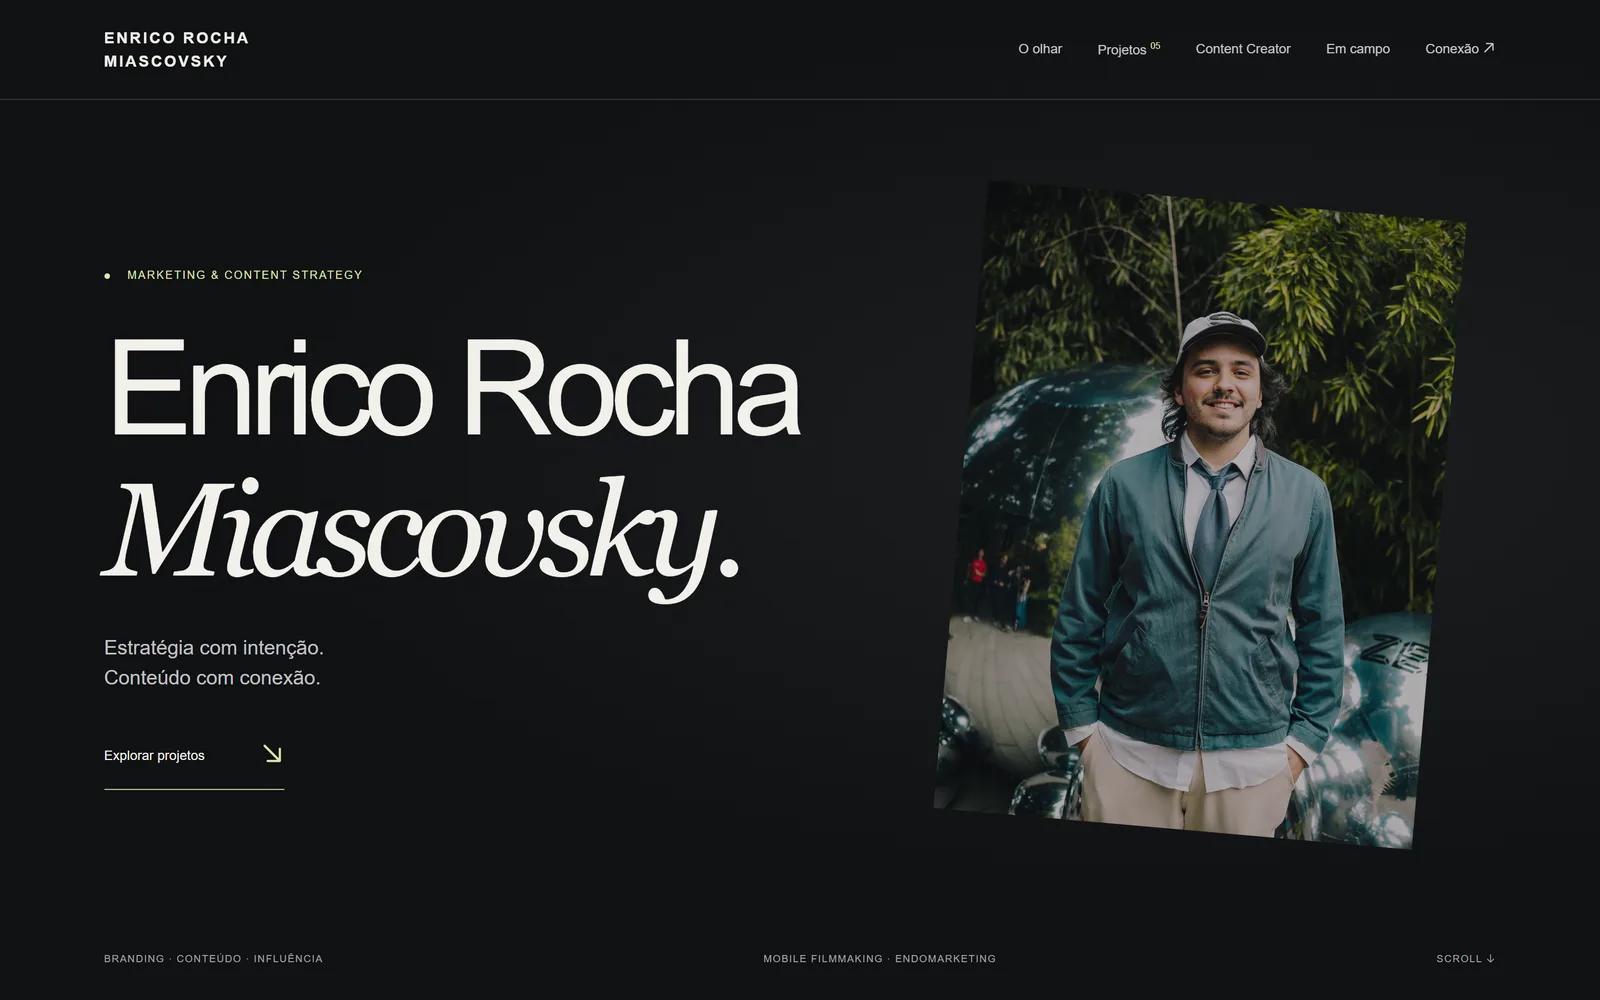 ENRICO ROCHA
MIASCOVSKY
O olhar
Projetos 05
Content Creator
Em campo
Conexão ↗
MARKETING & CONTENT STRATEGY
Enrico Rocha
Miascovsky.
Estratégia com intenção.
Conteúdo com conexão.
Explorar projetos ↘
BRANDING · CONTEÚDO · INFLUÊNCIA
MOBILE FILMMAKING · ENDOMARKETING
SCROLL ↓